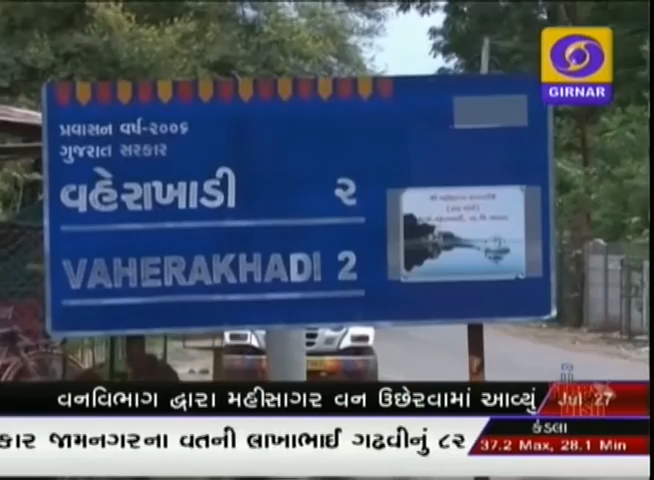 GIRNAR
પ્રવાસન વર્ષ-૨૦૦૬
ગુજરાત સરકાર
વહેરાખાડી ૨
VAHERAKHADI 2
વનવિભાગ દ્વારા મહીસાગર વન ઉછેરવામાં આવ્યું
Jul 27
કાર જામનગરના વતની લાખાભાઈ ગઢવીનું ૮૨
કંડલા
37.2 Max, 28.1 Min